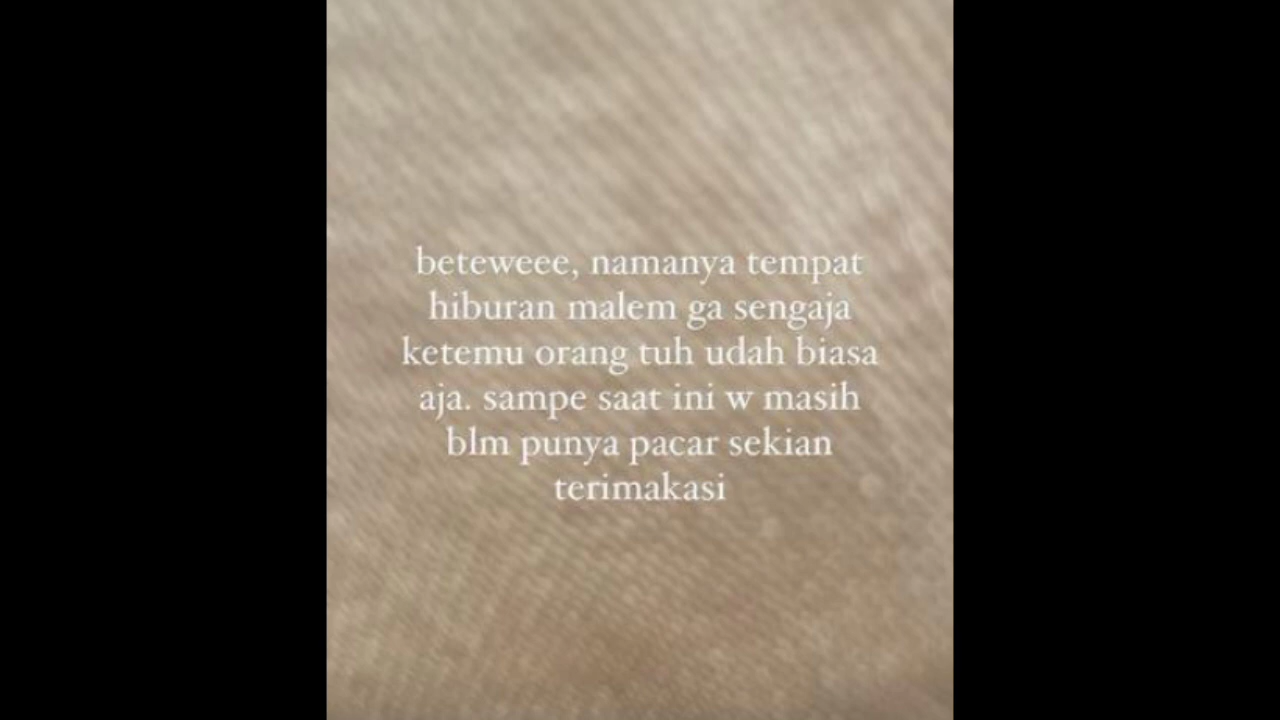 beteweee, namanya tempat
hiburan malem ga sengaja
ketemu orang tuh udah biasa
aja. sampe saat ini w masih
blm punya pacar sekian
terimakasi